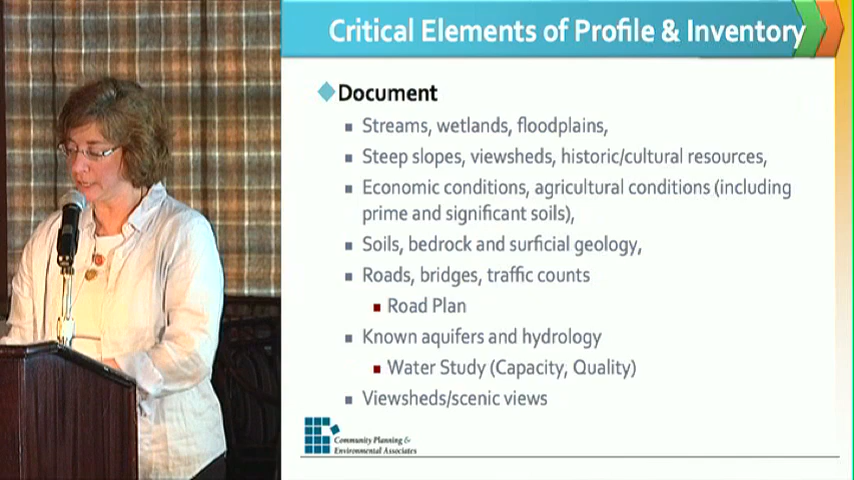 Critical Elements of Profile & Inventory
Document
Streams, wetlands, floodplains,
Steep slopes, viewsheds, historic/cultural resources,
Economic conditions, agricultural conditions (including
prime and significant soils),
Soils, bedrock and surficial geology,
Roads, bridges, traffic counts
Road Plan
Known aquifers and hydrology
Water Study (Capacity, Quality)
Viewsheds/scenic views
Community Planning &
Environmental Associates